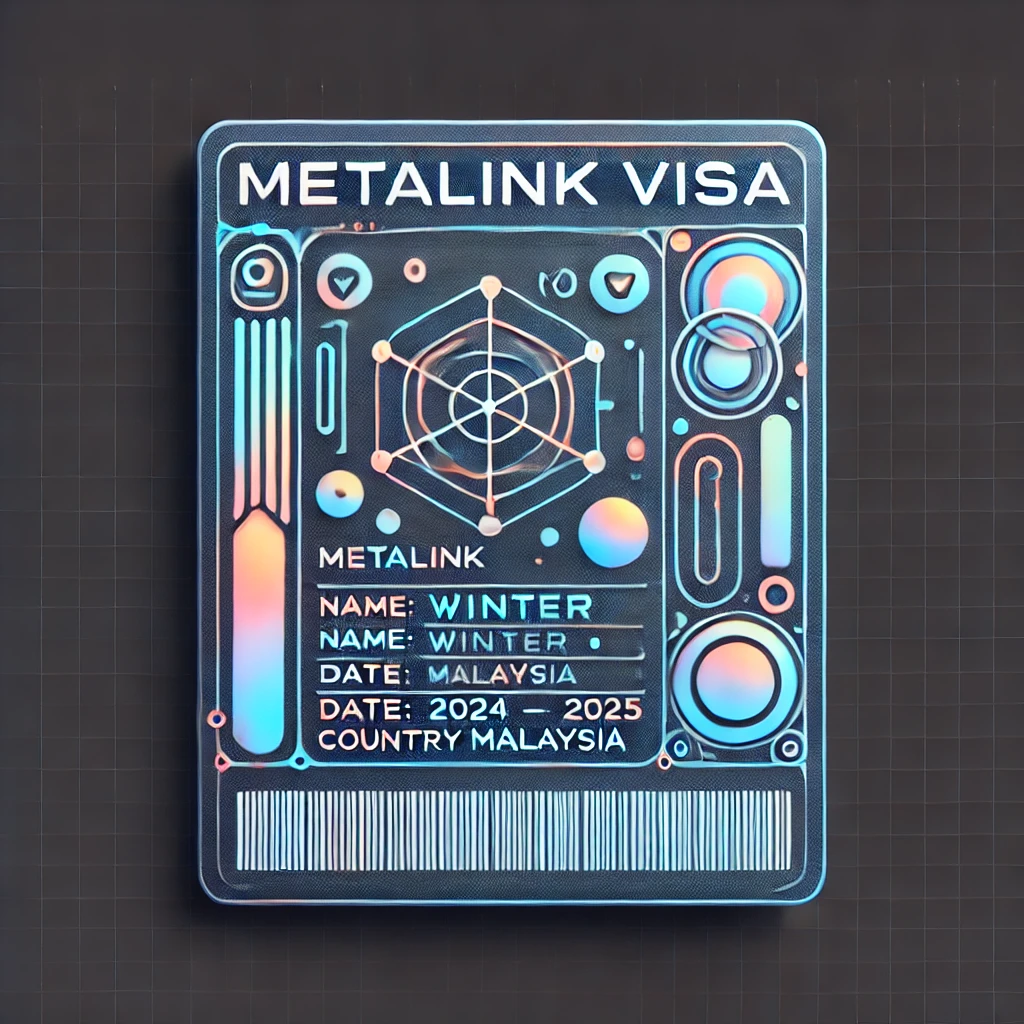 METALINK VISA
METALINK
NAME: WINTER
NAME: WINTER
DATE: MALAYSIA
DATE: 2024 — 2025
COUNTRY MALAYSIA